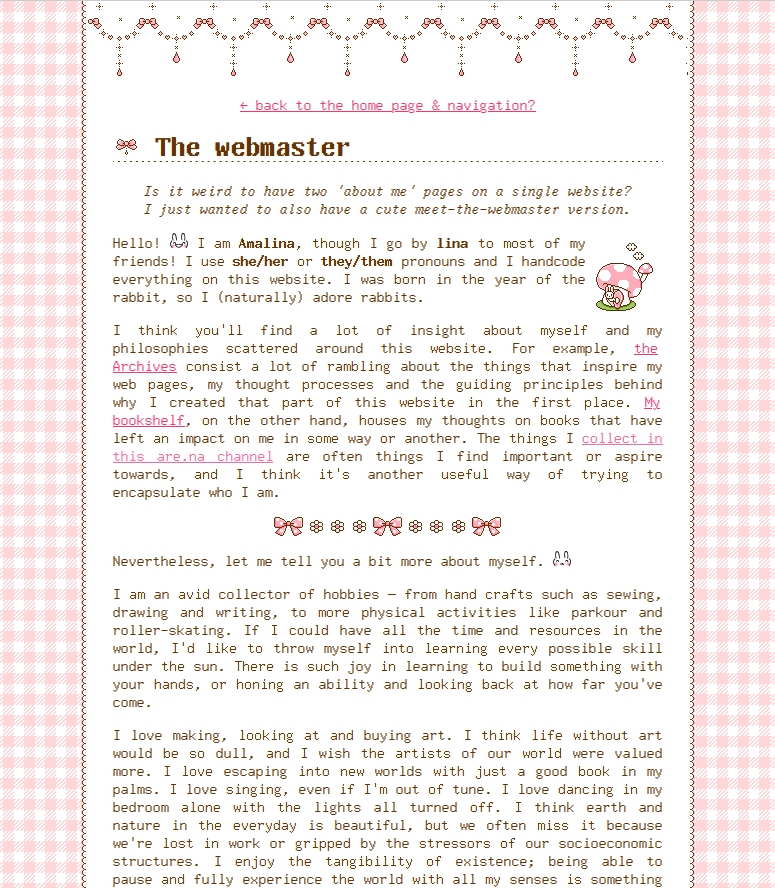 ← back to the home page & navigation?
The webmaster
Is it weird to have two 'about me' pages on a single website?
I just wanted to also have a cute meet-the-webmaster version.
Hello! I am Amalina, though I go by lina to most of my
friends! I use she/her or they/them pronouns and I handcode
everything on this website. I was born in the year of the
rabbit, so I (naturally) adore rabbits.
I think you'll find a lot of insight about myself and my
philosophies scattered around this website. For example, the
Archives consist a lot of rambling about the things that inspire my
web pages, my thought processes and the guiding principles behind
why I created that part of this website in the first place. My
bookshelf, on the other hand, houses my thoughts on books that have
left an impact on me in some way or another. The things I collect in
this are.na channel are often things I find important or aspire
towards, and I think it's another useful way of trying to
encapsulate who I am.
Nevertheless, let me tell you a bit more about myself.
I am an avid collector of hobbies — from hand crafts such as sewing,
drawing and writing, to more physical activities like parkour and
roller-skating. If I could have all the time and resources in the
world, I'd like to throw myself into learning every possible skill
under the sun. There is such joy in learning to build something with
your hands, or honing an ability and looking back at how far you've
come.
I love making, looking at and buying art. I think life without art
would be so dull, and I wish the artists of our world were valued
more. I love escaping into new worlds with just a good book in my
palms. I love singing, even if I'm out of tune. I love dancing in my
bedroom alone with the lights all turned off. I think earth and
nature in the everyday is beautiful, but we often miss it because
we're lost in work or gripped by the stressors of our socioeconomic
structures. I enjoy the tangibility of existence; being able to
pause and fully experience the world with all my senses is something